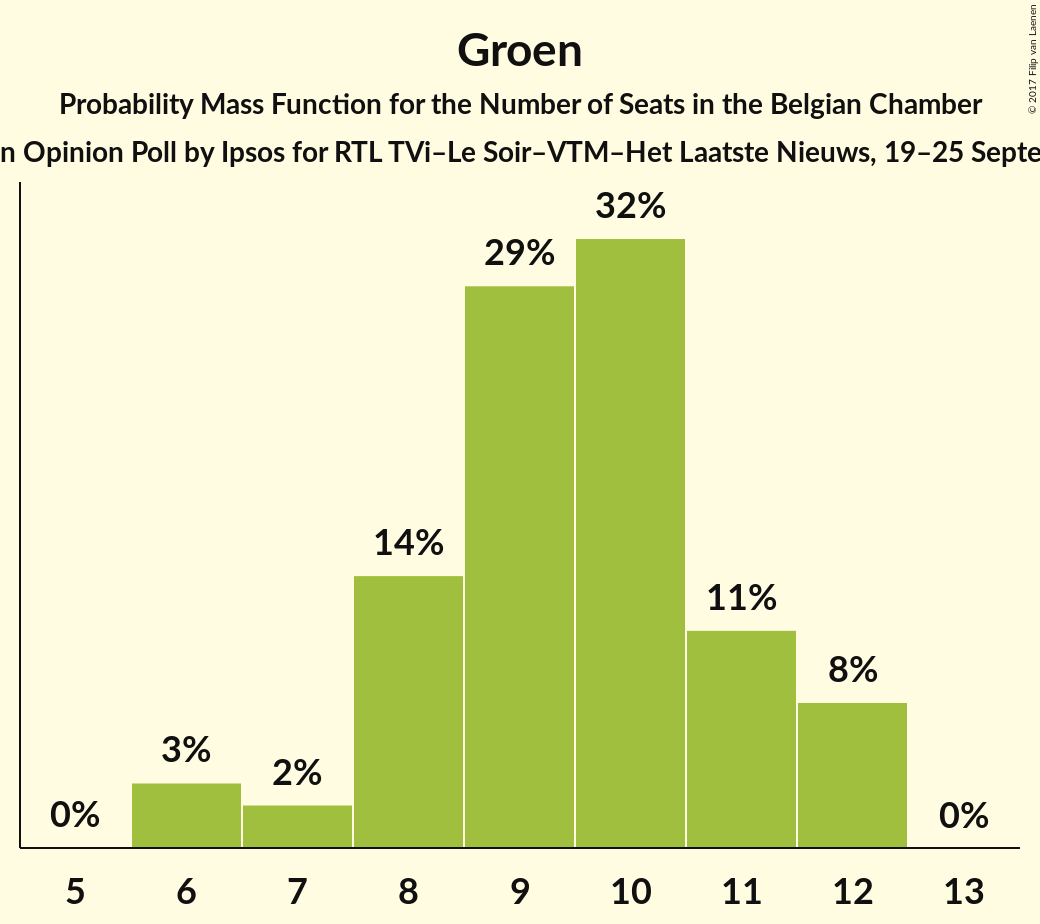 Groen
Probability Mass Function for the Number of Seats in the Belgian Chamber
n Opinion Poll by Ipsos for RTL TVi–Le Soir–VTM–Het Laatste Nieuws, 19–25 Septe
© 2017 Filip van Laenen
32%
29%
14%
11%
8%
3%
2%
0%
0%
5 6 7 8 9 10 11 12 13